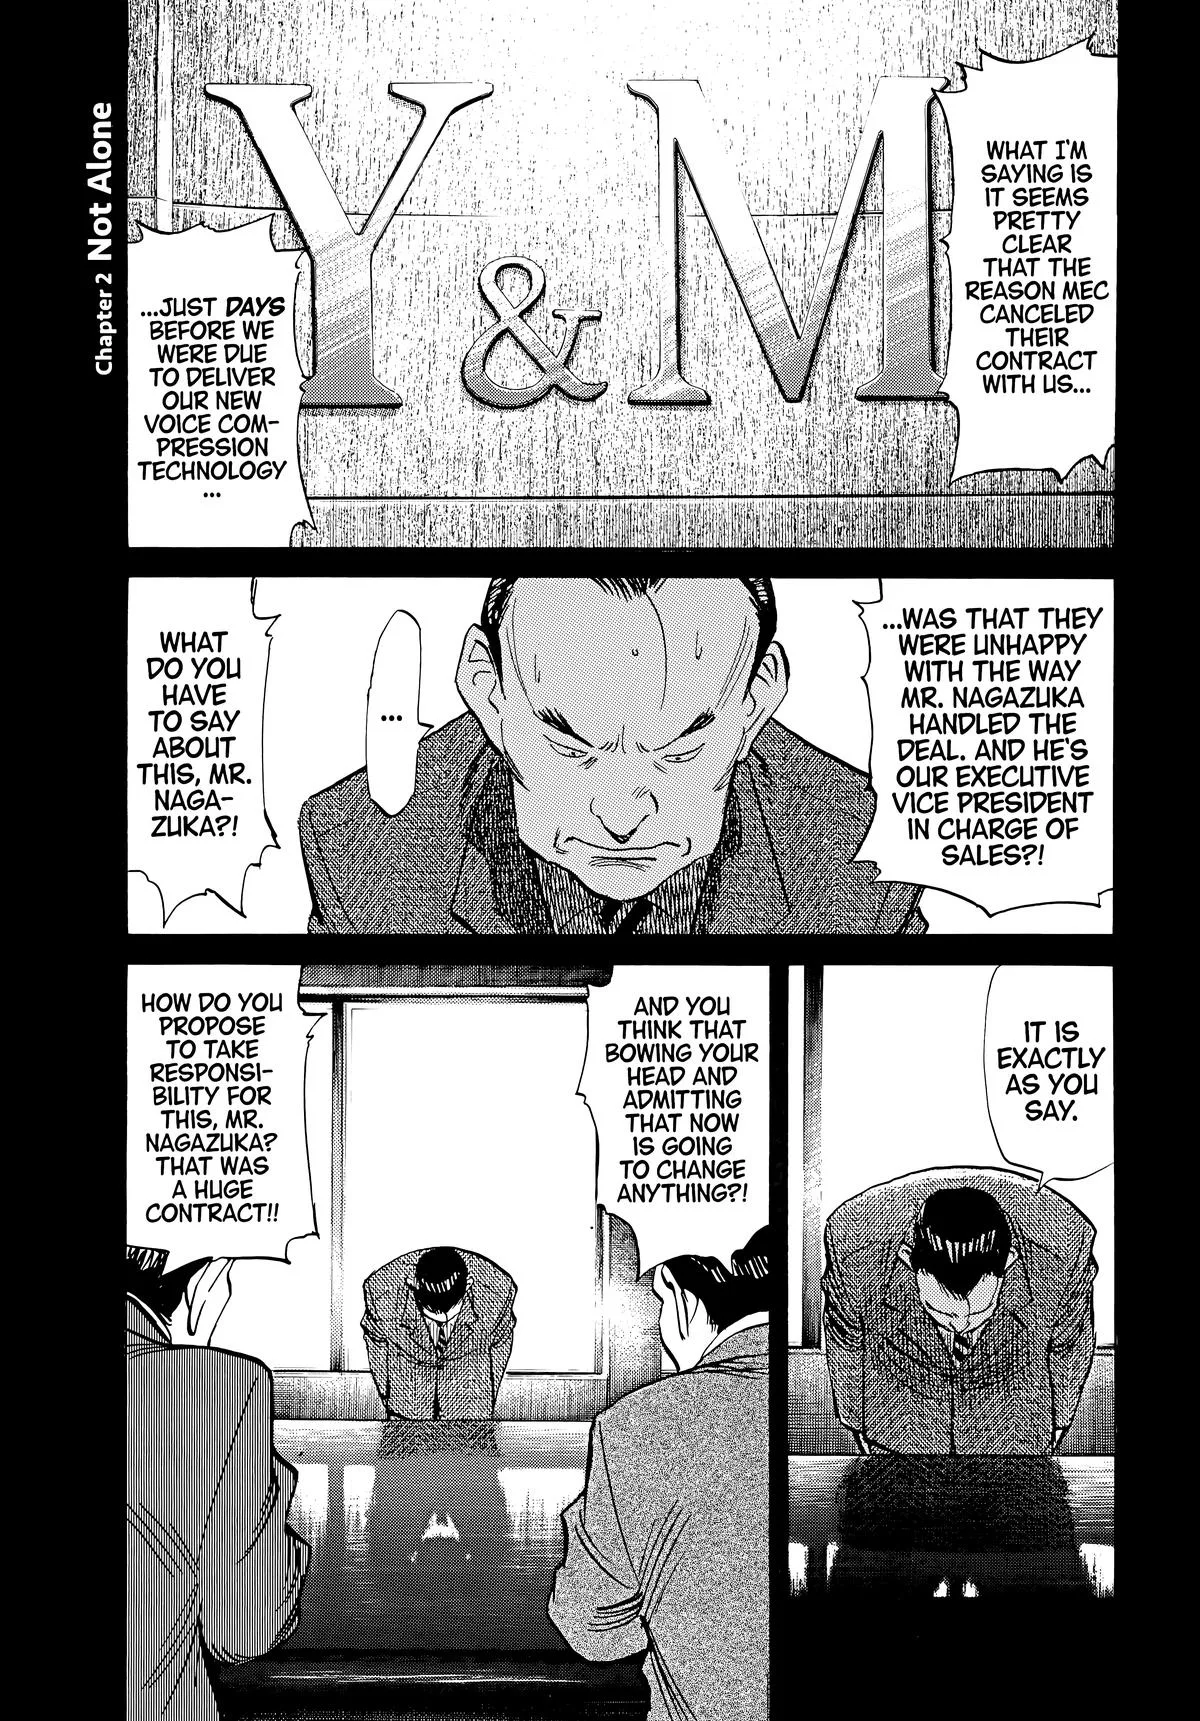 Chapter 2 Not Alone
Y & M
WHAT I'M
SAYING IS
IT SEEMS
PRETTY
CLEAR
THAT THE
REASON MEC
CANCELED
THEIR
CONTRACT
WITH US...
...JUST DAYS
BEFORE WE
WERE DUE
TO DELIVER
OUR NEW
VOICE COM-
PRESSION
TECHNOLOGY
...
...WAS THAT THEY
WERE UNHAPPY
WITH THE WAY
MR. NAGAZUKA
HANDLED THE
DEAL. AND HE'S
OUR EXECUTIVE
VICE PRESIDENT
IN CHARGE OF
SALES?!
...
WHAT
DO YOU
HAVE
TO SAY
ABOUT
THIS, MR.
NAGA-
ZUKA?!
IT IS
EXACTLY
AS YOU
SAY.
AND YOU
THINK THAT
BOWING YOUR
HEAD AND
ADMITTING
THAT NOW
IS GOING
TO CHANGE
ANYTHING?!
HOW DO YOU
PROPOSE
TO TAKE
RESPONSI-
BILITY FOR
THIS, MR.
NAGAZUKA?
THAT WAS
A HUGE
CONTRACT!!